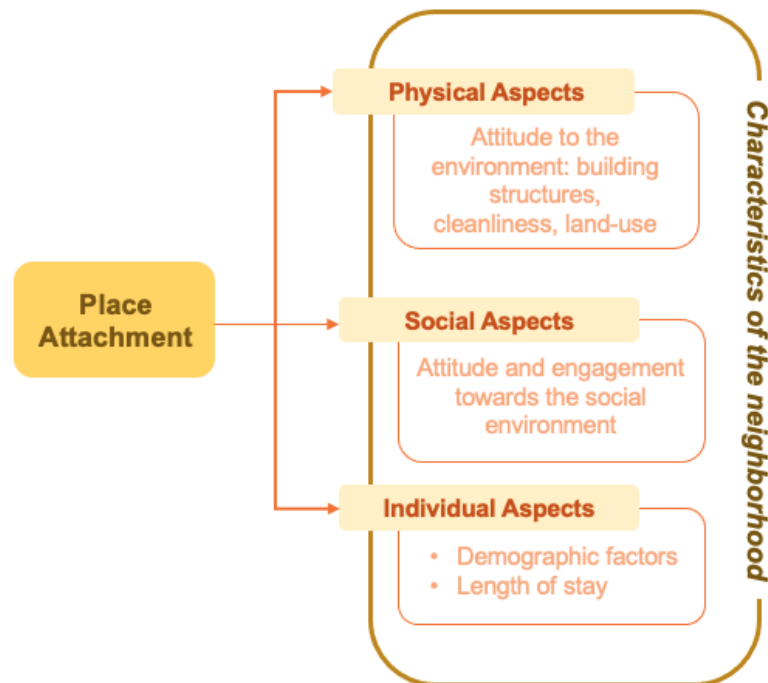 Physical Aspects
Attitude to the
environment: building
structures,
cleanliness, land-use
Place
Attachment
Social Aspects
Attitude and engagement
towards the social
environment
Individual Aspects
• Demographic factors
• Length of stay
Characteristics of the neighborhood